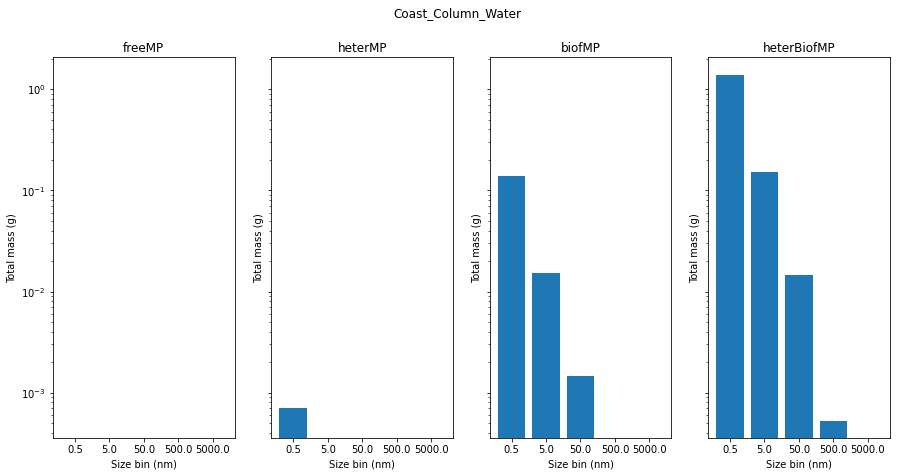 Coast_Column_Water
freeMP
heterMP
biofMP
heterBiofMP
Total mass (g)
10⁰
10⁻¹
10⁻²
10⁻³
0.5 5.0 50.0 500.0 5000.0
Size bin (nm)
Total mass (g)
0.5 5.0 50.0 500.0 5000.0
Size bin (nm)
Total mass (g)
0.5 5.0 50.0 500.0 5000.0
Size bin (nm)
Total mass (g)
0.5 5.0 50.0 500.0 5000.0
Size bin (nm)